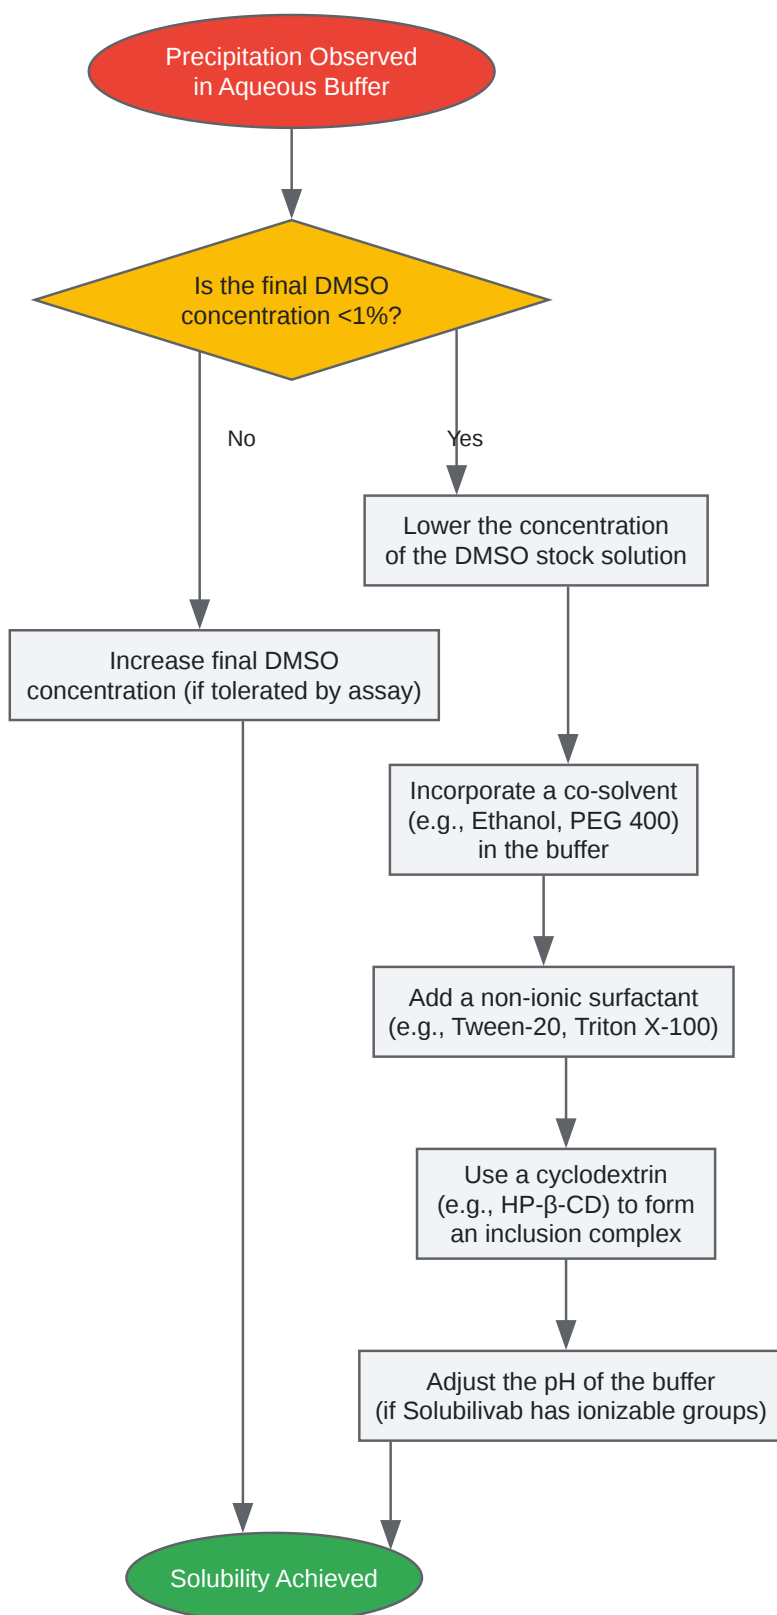 Precipitation Observed
in Aqueous Buffer
Is the final DMSO
concentration <1%?
No
Yes
Lower the concentration
of the DMSO stock solution
Increase final DMSO
concentration (if tolerated by assay)
Incorporate a co-solvent
(e.g., Ethanol, PEG 400)
in the buffer
Add a non-ionic surfactant
(e.g., Tween-20, Triton X-100)
Use a cyclodextrin
(e.g., HP-β-CD) to form
an inclusion complex
Adjust the pH of the buffer
(if Solubilivab has ionizable groups)
Solubility Achieved